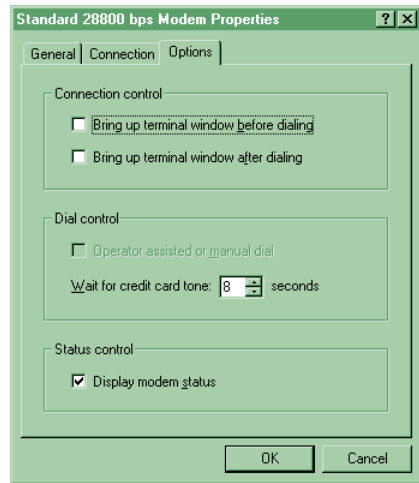 Standard 28800 bps Modem Properties
General Connection Options
Connection control
Bring up terminal window before dialing
Bring up terminal window after dialing
Dial control
Operator assisted or manual dial
Wait for credit card tone: 8 seconds
Status control
Display modem status
OK Cancel